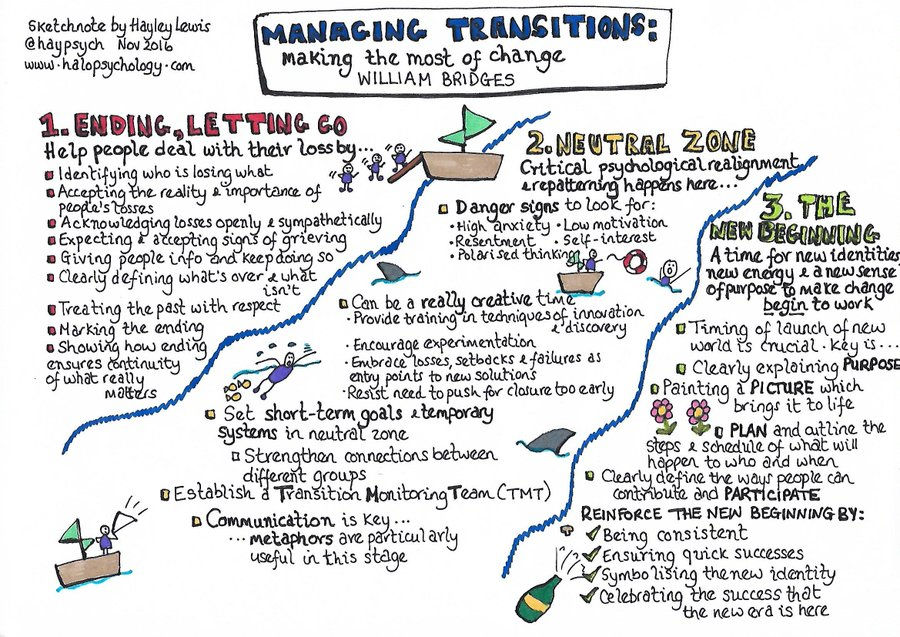 Sketchnote by Hayley Lewis
@haypsych Nov 2016
www.halopsychology.com
MANAGING TRANSITIONS:
making the most of change
WILLIAM BRIDGES
1. ENDING, LETTING GO
Help people deal with their loss by...
Identifying who is losing what
Accepting the reality & importance of
people's losses
Acknowledging losses openly & sympathetically
Expecting & accepting signs of grieving
Giving people info and keep doing so
Clearly defining what's over & what
isn't
Treating the past with respect
Marking the ending
Showing how ending
ensures continuity
of what really
matters
2. NEUTRAL ZONE
Critical psychological realignment
& repatterning happens here...
Danger signs to look for:
• High anxiety • Low motivation
• Resentment • Self-interest
• Polarised thinking
Can be a really creative time
• Provide training in techniques of innovation
& discovery
• Encourage experimentation
• Embrace losses, setbacks & failures as
entry points to new solutions
• Resist need to push for closure too early
Set short-term goals & temporary
systems in neutral zone
Strengthen connections between
different groups
Establish a Transition Monitoring Team (TMT)
Communication is key...
... metaphors are particularly
useful in this stage
3. THE
NEW BEGINNING
A time for new identities,
new energy & a new sense
of purpose to make change
begin to work
Timing of launch of new
world is crucial. Key is...
Clearly explaining PURPOSE
Painting a PICTURE which
brings it to life
PLAN and outline the
steps & schedule of what will
happen to who and when
Clearly define the ways people can
contribute and PARTICIPATE
REINFORCE THE NEW BEGINNING BY:
✓ Being consistent
✓ Ensuring quick successes
✓ Symbolising the new identity
✓ Celebrating the success that
the new era is here